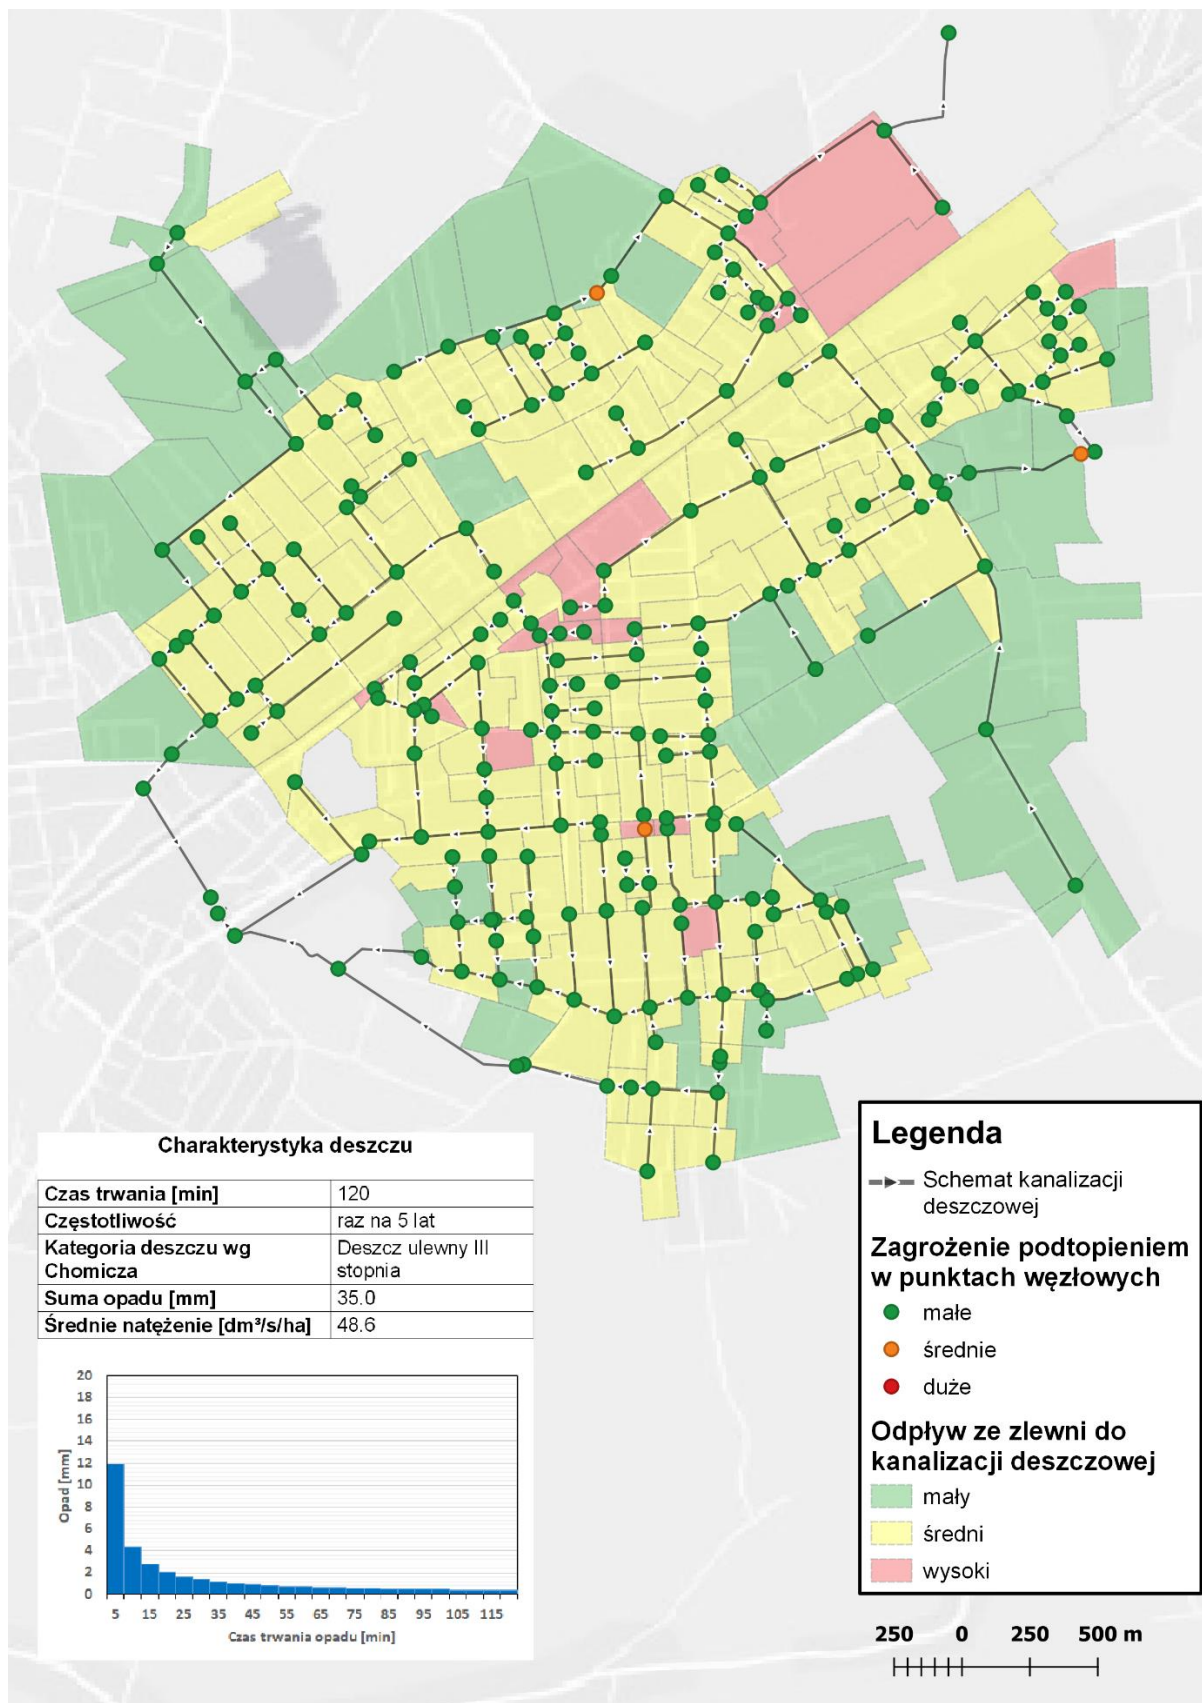 Charakterystyka deszczu
Czas trwania [min] 120
Częstotliwość raz na 5 lat
Kategoria deszczu wg Chomicza Deszcz ulewny III stopnia
Suma opadu [mm] 35.0
Średnie natężenie [dm³/s/ha] 48.6
20
18
16
14
12
10
8
6
4
2
0
Opad [mm]
5 15 25 35 45 55 65 75 85 95 105 115
Czas trwania opadu [min]
Legenda
Schemat kanalizacji
deszczowej
Zagrożenie podtopieniem
w punktach węzłowych
małe
średnie
duże
Odpływ ze zlewni do
kanalizacji deszczowej
mały
średni
wysoki
250 0 250 500 m